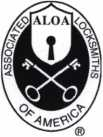 ALOA
ASSOCIATED LOCKSMITHS
OF AMERICA
®